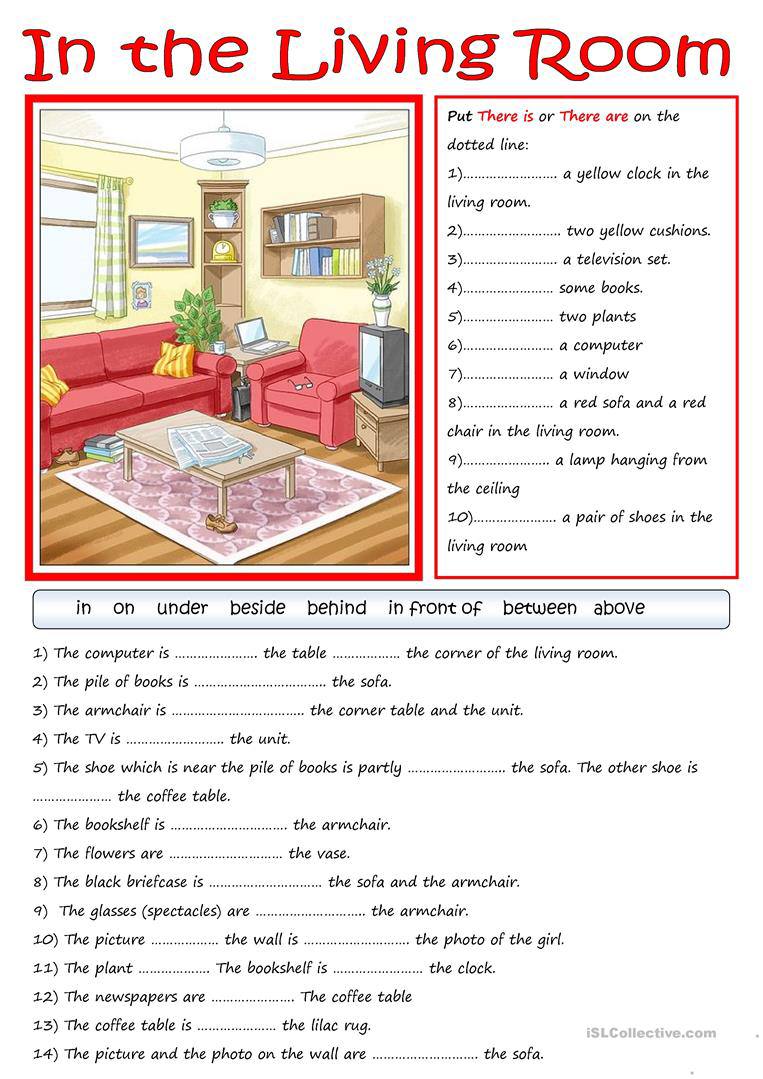 In the Living Room
Put There is or There are on the
dotted line:
1)......................... a yellow clock in the
living room.
2).......................... two yellow cushions.
3)......................... a television set.
4)........................ some books.
5)........................ two plants
6)........................ a computer
7)........................ a window
8)........................ a red sofa and a red
chair in the living room.
9)....................... a lamp hanging from
the ceiling
10)...................... a pair of shoes in the
living room
in on under beside behind in front of between above
1) The computer is ...................... the table .................. the corner of the living room.
2) The pile of books is ................................... the sofa.
3) The armchair is ................................... the corner table and the unit.
4) The TV is .......................... the unit.
5) The shoe which is near the pile of books is partly .......................... the sofa. The other shoe is
..................... the coffee table.
6) The bookshelf is ............................... the armchair.
7) The flowers are .............................. the vase.
8) The black briefcase is .............................. the sofa and the armchair.
9) The glasses (spectacles) are ............................. the armchair.
10) The picture .................. the wall is ............................ the photo of the girl.
11) The plant ................... The bookshelf is ........................ the clock.
12) The newspapers are ...................... The coffee table
13) The coffee table is ..................... the lilac rug.
14) The picture and the photo on the wall are ............................ the sofa.
iSLCollective.com